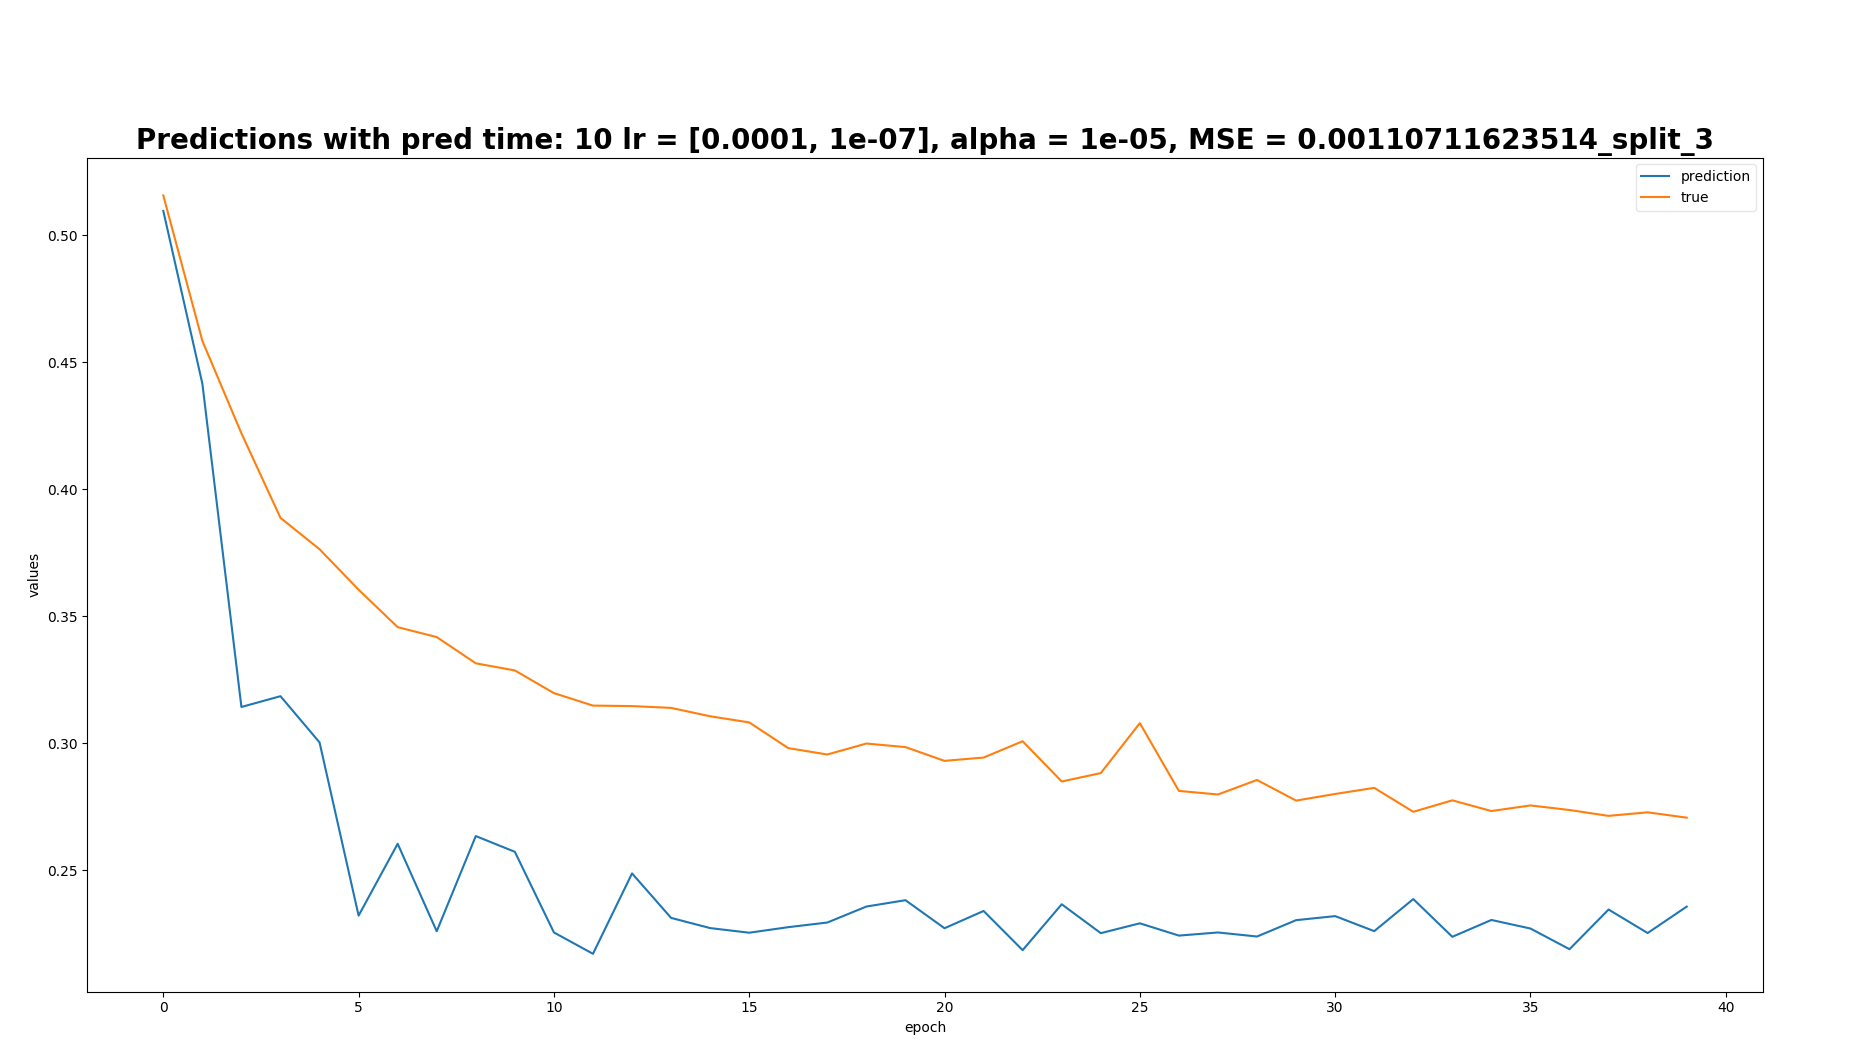 Predictions with pred time: 10 lr = [0.0001, 1e-07], alpha = 1e-05, MSE = 0.00110711623514_split_3
prediction
true
0.50
0.45
0.40
0.35
0.30
0.25
values
0 5 10 15 20 25 30 35 40
epoch